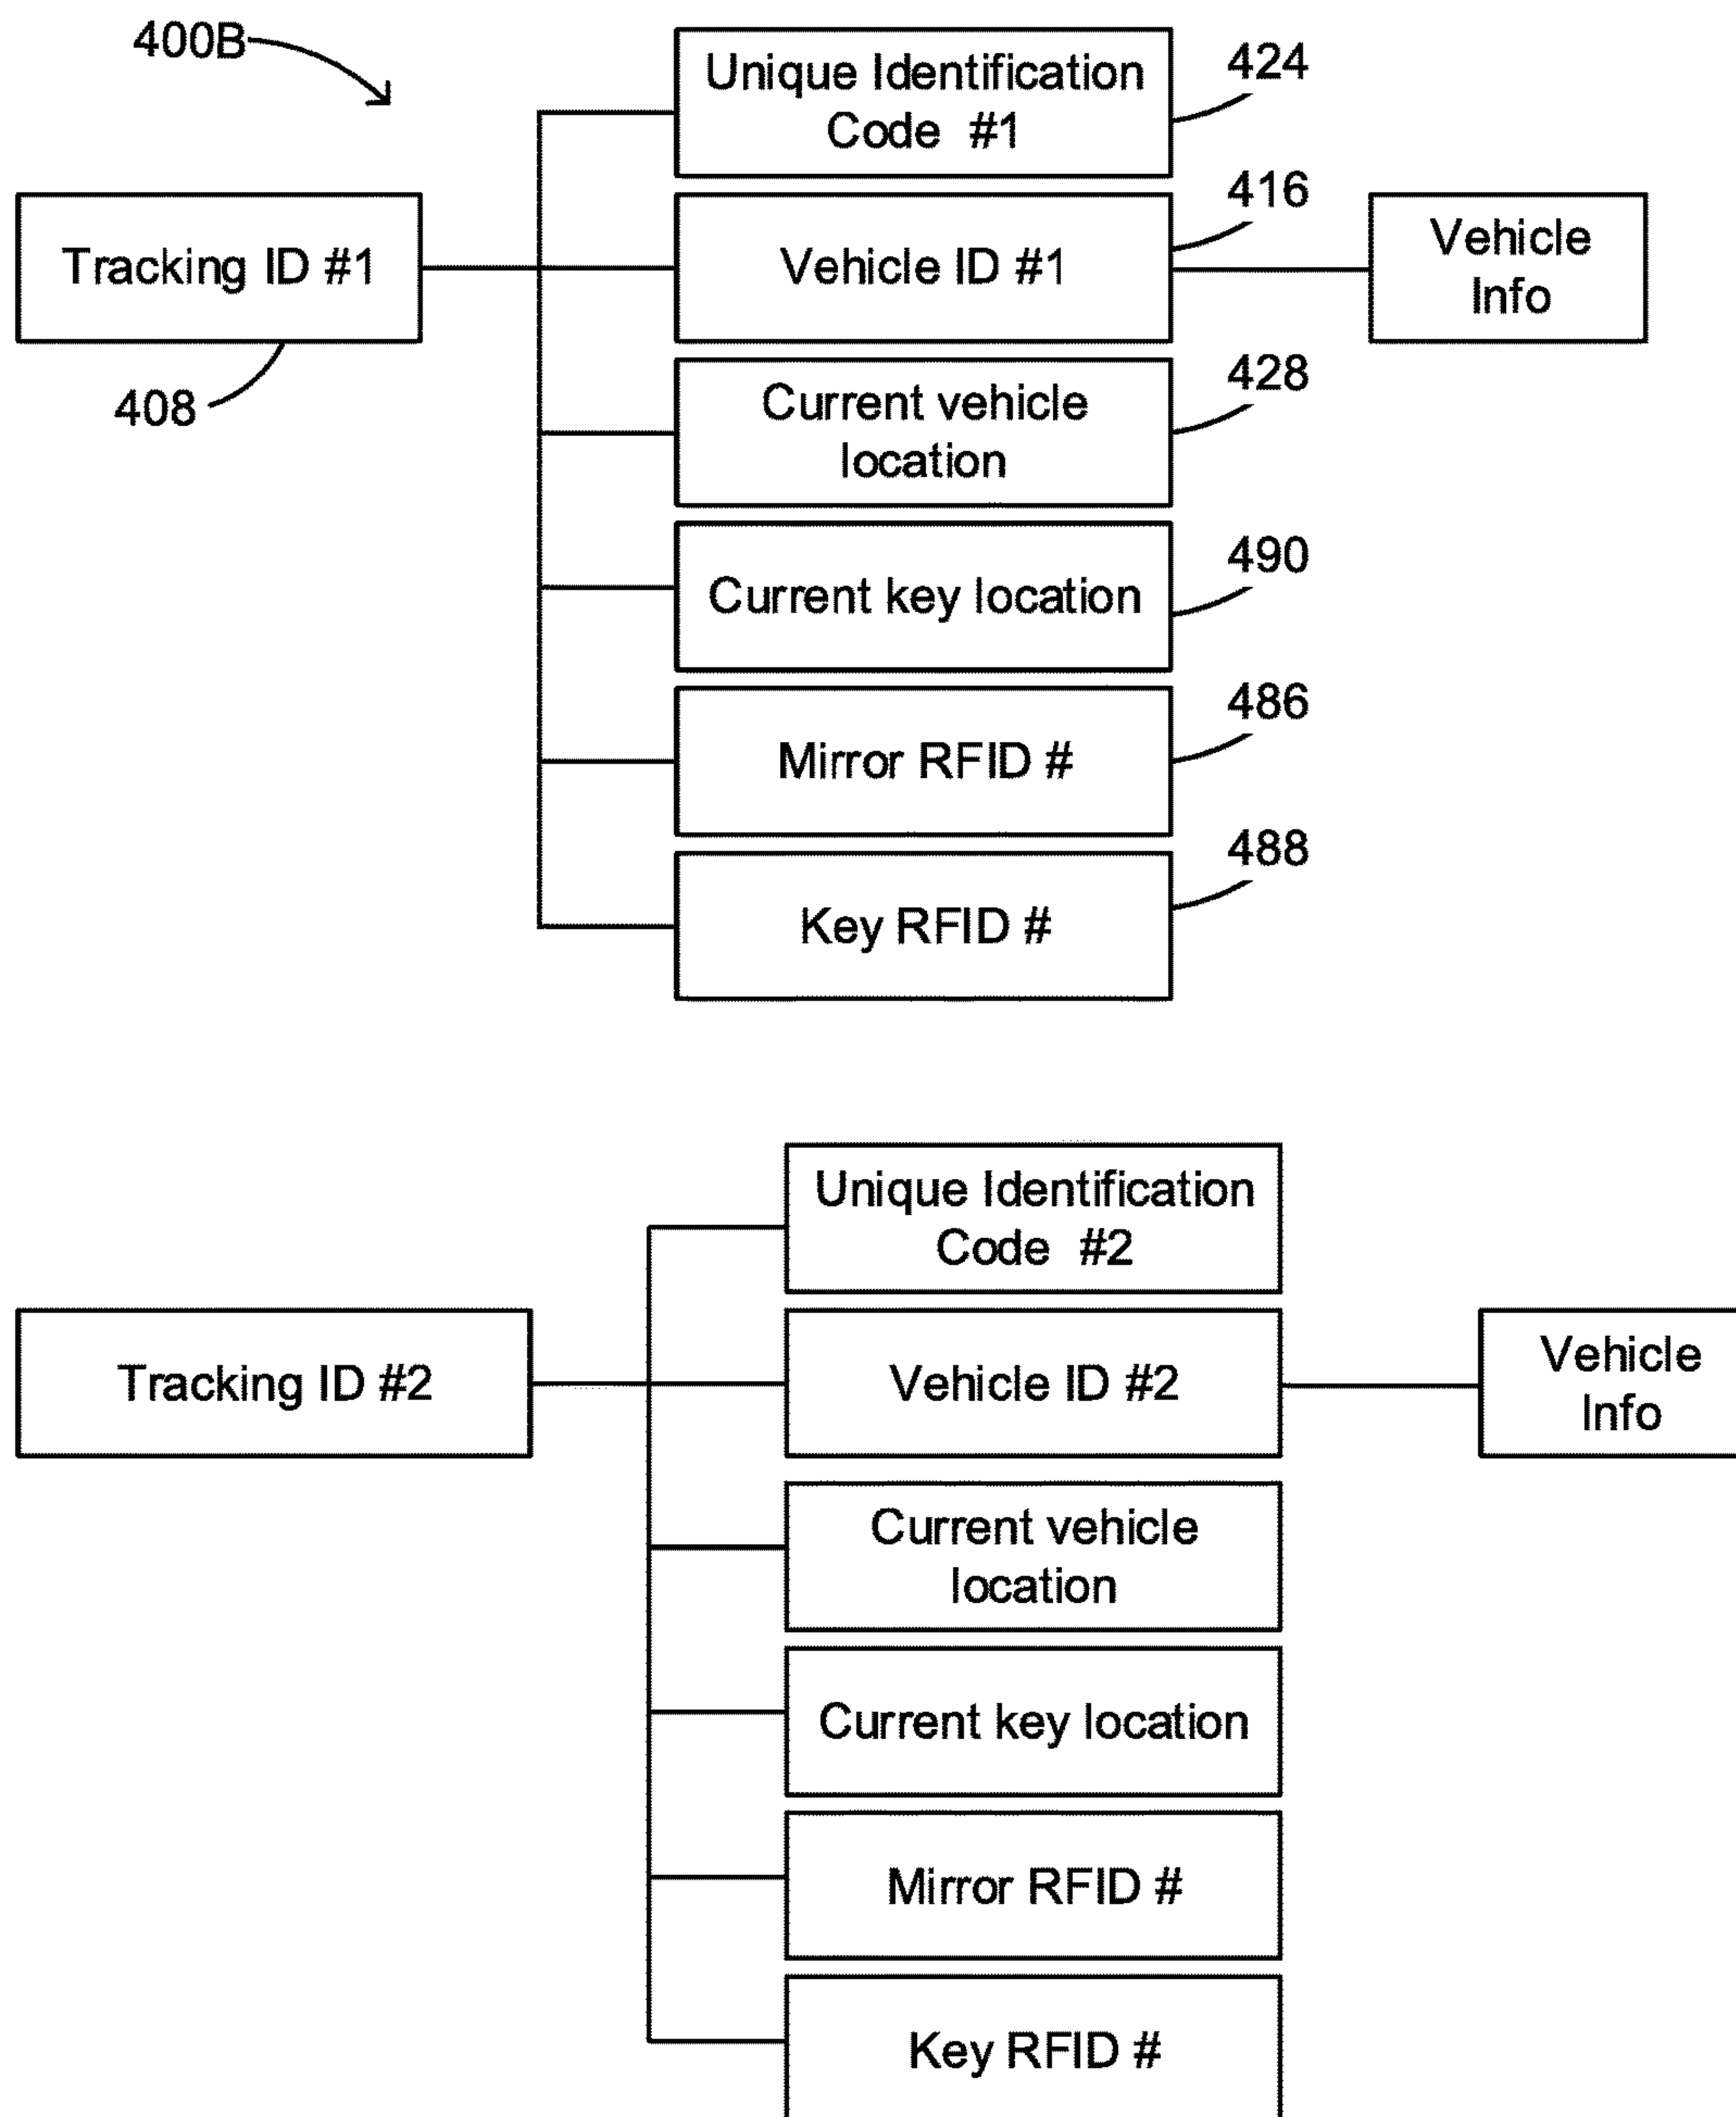 400B
Unique Identification
Code #1
424
Tracking ID #1
408
Vehicle ID #1
416
Vehicle
Info
Current vehicle
location
428
Current key location
490
Mirror RFID #
486
Key RFID #
488
Unique Identification
Code #2
Tracking ID #2
Vehicle ID #2
Vehicle
Info
Current vehicle
location
Current key location
Mirror RFID #
Key RFID #